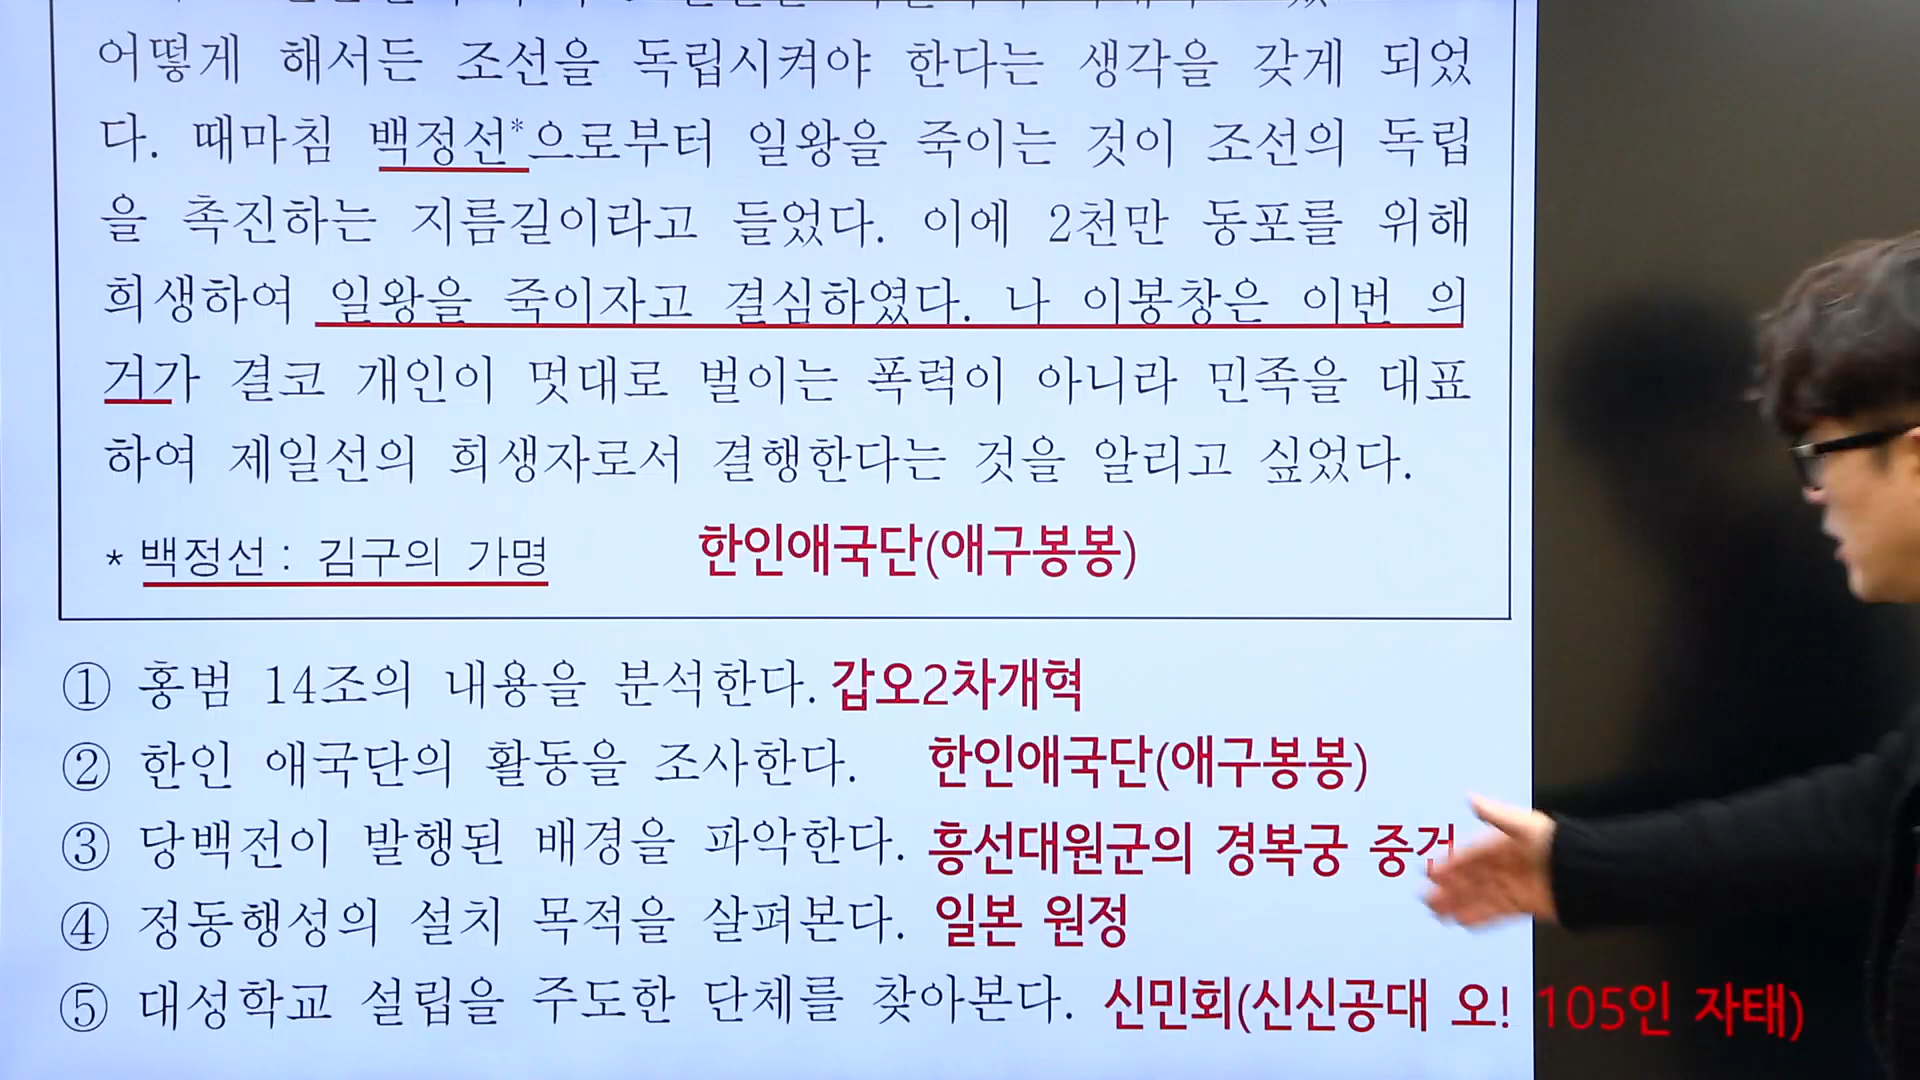 어떻게 해서든 조선을 독립시켜야 한다는 생각을 갖게 되었
다. 때마침 백정선*으로부터 일왕을 죽이는 것이 조선의 독립
을 촉진하는 지름길이라고 들었다. 이에 2천만 동포를 위해
희생하여 일왕을 죽이자고 결심하였다. 나 이봉창은 이번 의
거가 결코 개인이 멋대로 벌이는 폭력이 아니라 민족을 대표
하여 제일선의 희생자로서 결행한다는 것을 알리고 싶었다.
* 백정선 : 김구의 가명 한인애국단(애구봉봉)
① 홍범 14조의 내용을 분석한다. 갑오2차개혁
② 한인 애국단의 활동을 조사한다. 한인애국단(애구봉봉)
③ 당백전이 발행된 배경을 파악한다. 흥선대원군의 경복궁 중건
④ 정동행성의 설치 목적을 살펴본다. 일본 원정
⑤ 대성학교 설립을 주도한 단체를 찾아본다. 신민회(신신공대 오! 105인 자태)